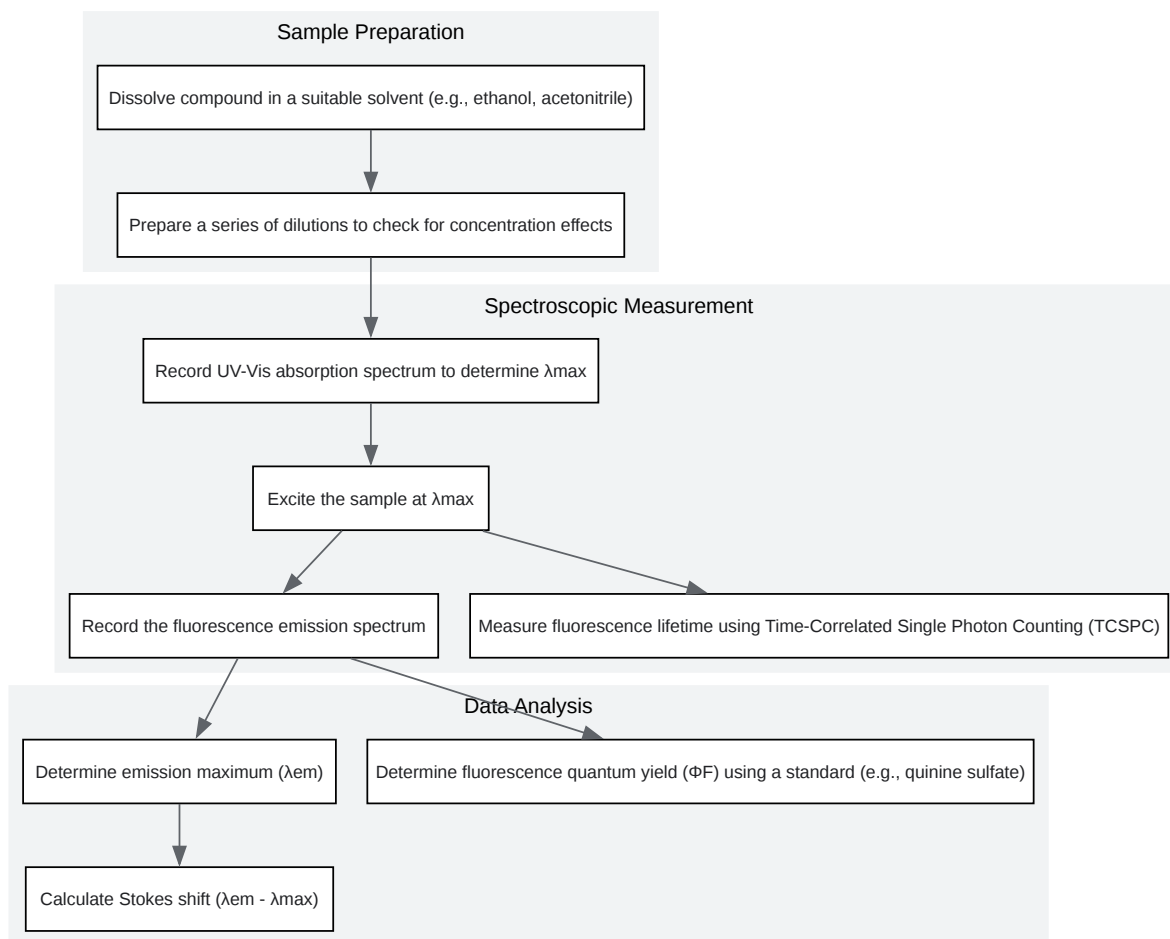 Sample Preparation
Dissolve compound in a suitable solvent (e.g., ethanol, acetonitrile)
Prepare a series of dilutions to check for concentration effects
Spectroscopic Measurement
Record UV-Vis absorption spectrum to determine λmax
Excite the sample at λmax
Record the fluorescence emission spectrum
Measure fluorescence lifetime using Time-Correlated Single Photon Counting (TCSPC)
Data Analysis
Determine emission maximum (λem)
Determine fluorescence quantum yield (ΦF) using a standard (e.g., quinine sulfate)
Calculate Stokes shift (λem - λmax)